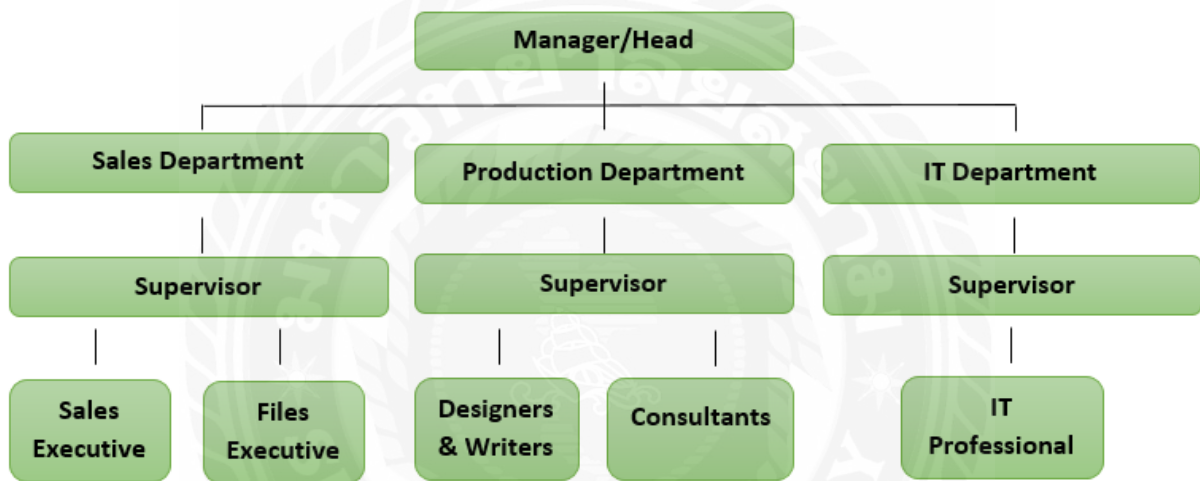 Manager/Head
Sales Department
Production Department
IT Department
Supervisor
Supervisor
Supervisor
Sales
Executive
Files
Executive
Designers
& Writers
Consultants
IT
Professional